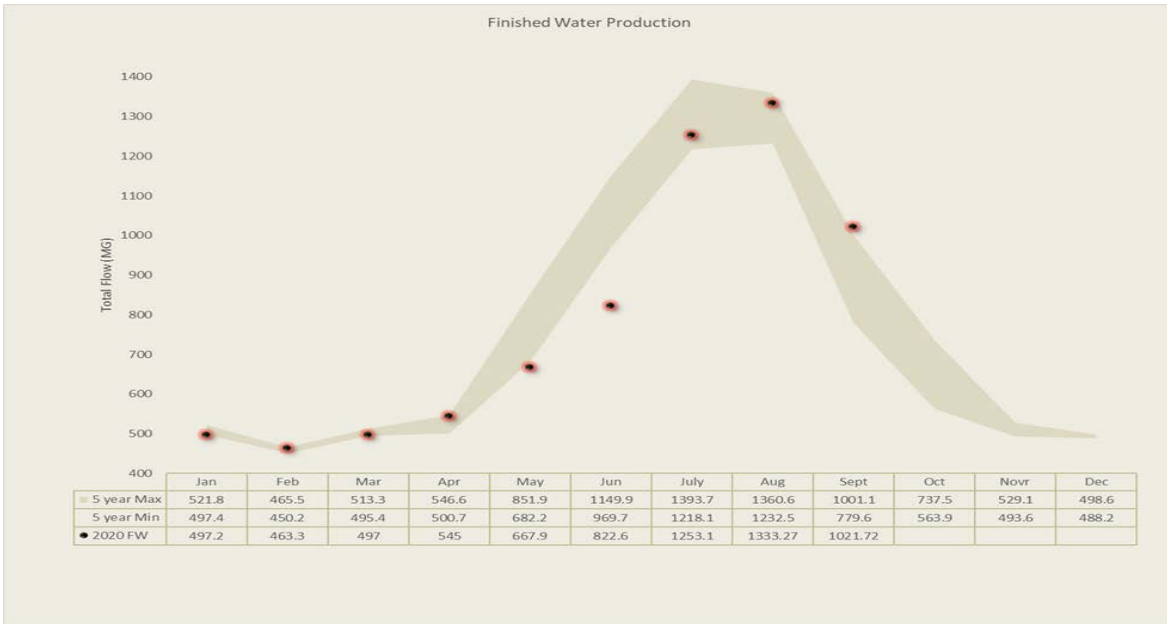 Finished Water Production
1400
1300
1200
1100
1000
900
800
700
600
500
400
Total Flow (MG)
Jan Feb Mar Apr May Jun July Aug Sept Oct Novr Dec
5 year Max 521.8 465.5 513.3 546.6 851.9 1149.9 1393.7 1360.6 1001.1 737.5 529.1 498.6
5 year Min 497.4 450.2 495.4 500.7 682.2 969.7 1218.1 1232.5 779.6 563.9 493.6 488.2
2020 FW 497.2 463.3 497 545 667.9 822.6 1253.1 1333.27 1021.72